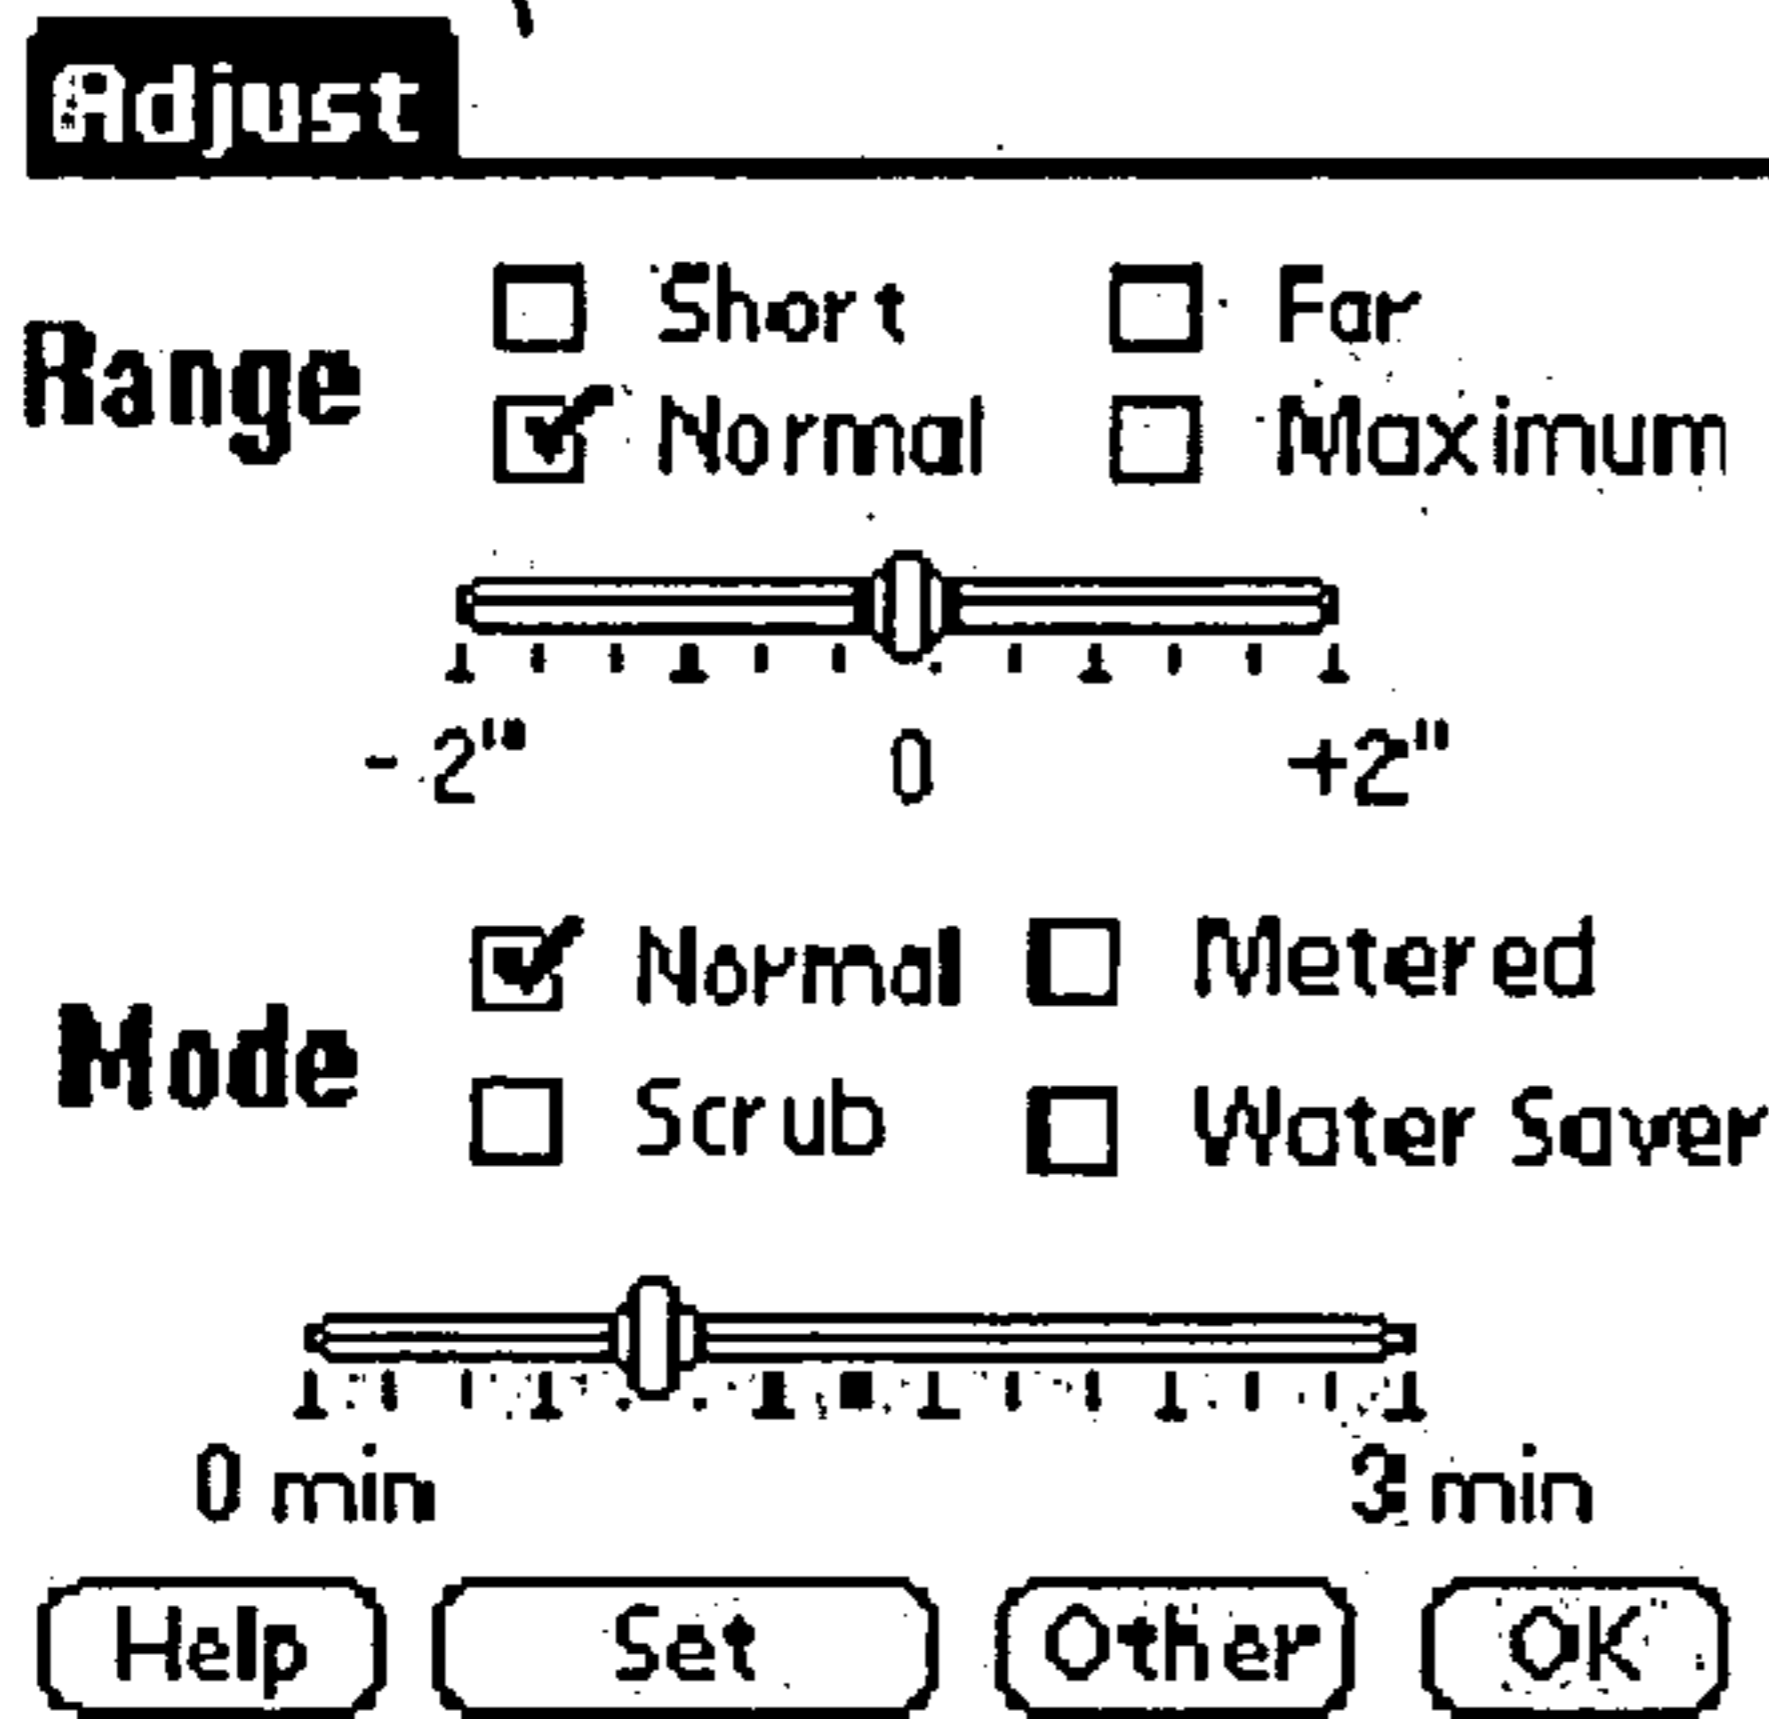 Adjust
Short Far
Range
Normal Maximum
- 2" 0 +2"
Normal Metered
Mode
Scrub Water Saver
0 min 3 min
Help Set Other OK